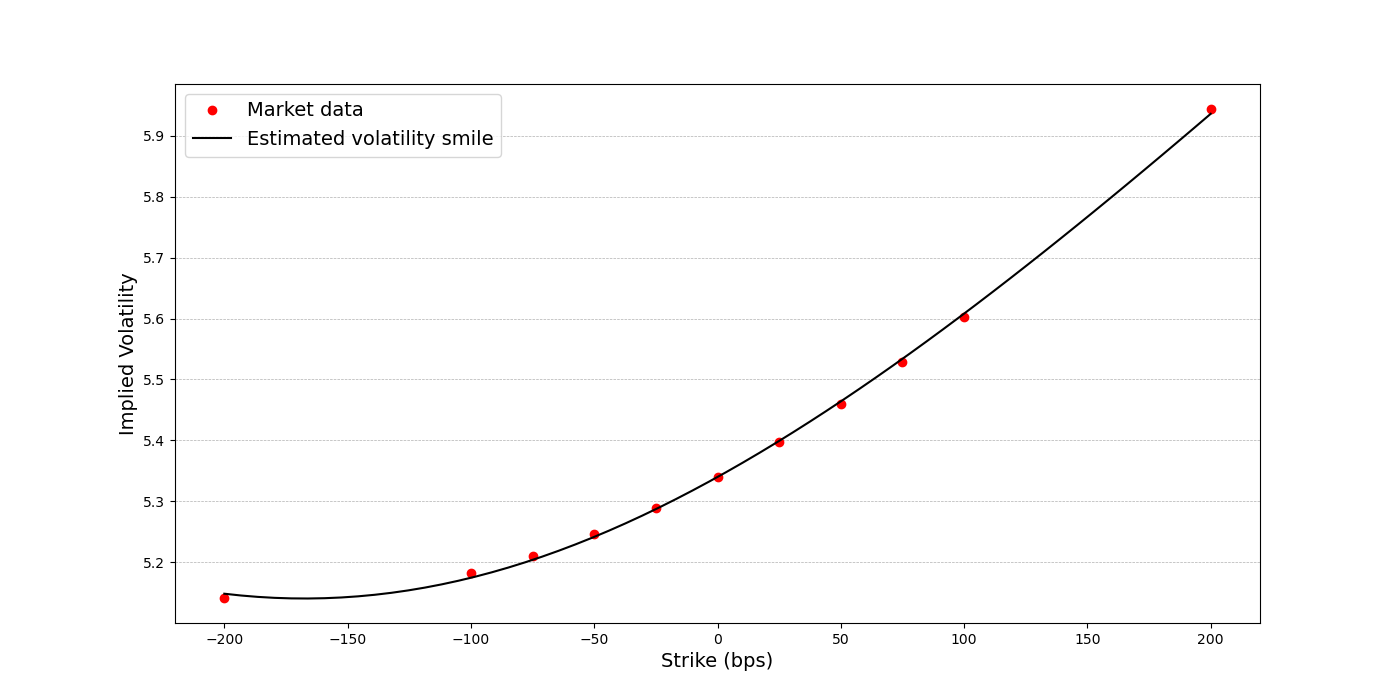 Market data
Estimated volatility smile
5.9
5.8
5.7
5.6
5.5
5.4
5.3
5.2
Implied Volatility
−200 −150 −100 −50 0 50 100 150 200
Strike (bps)